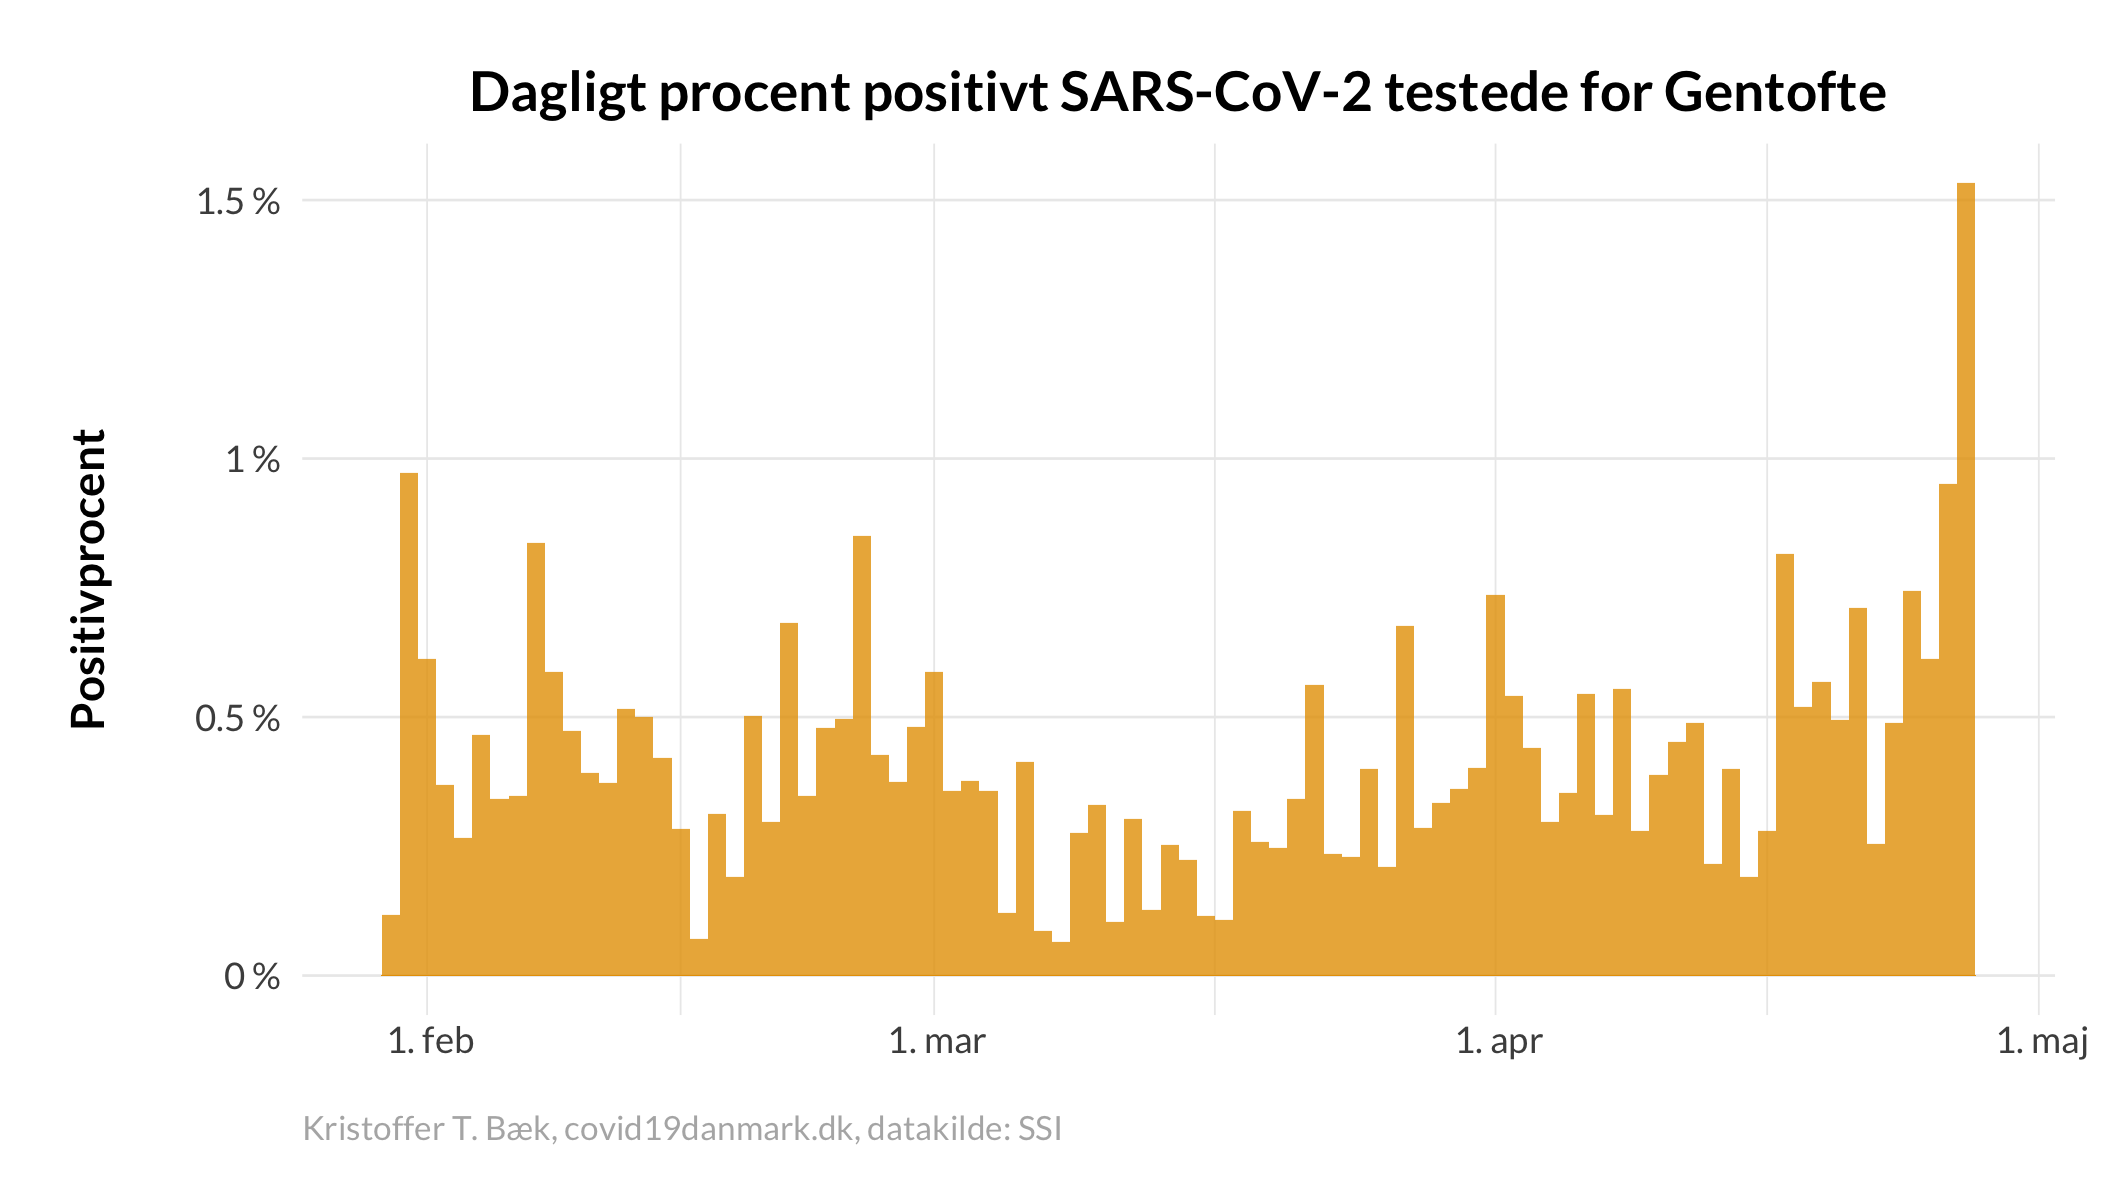 Dagligt procent positivt SARS-CoV-2 testede for Gentofte
Positivprocent
1.5 %
1 %
0.5 %
0 %
1. feb
1. mar
1. apr
1. maj
Kristoffer T. Bæk, covid19danmark.dk, datakilde: SSI